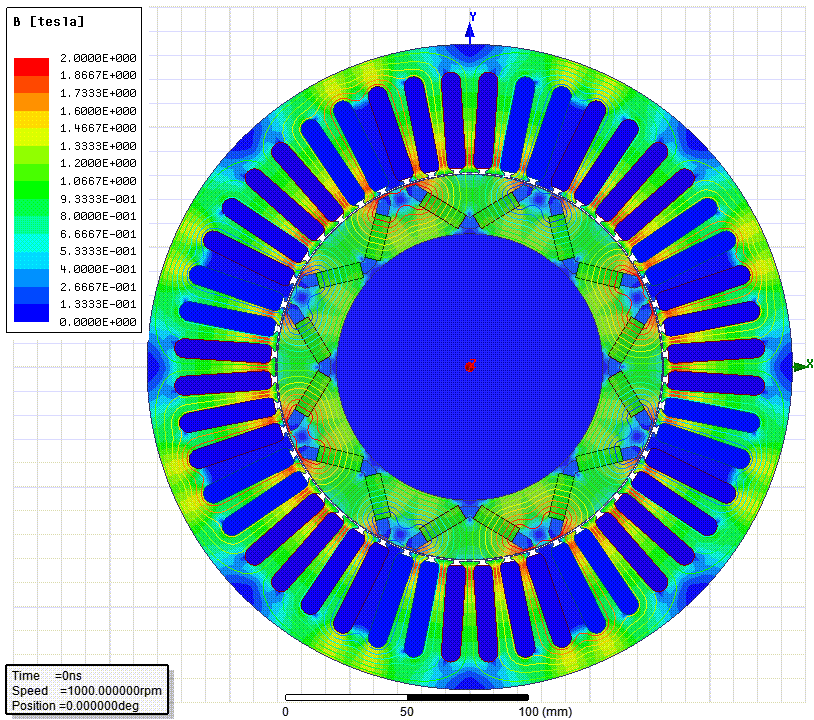 B [tesla]
2.0000E+000
1.8667E+000
1.7333E+000
1.6000E+000
1.4667E+000
1.3333E+000
1.2000E+000
1.0667E+000
9.3333E-001
8.0000E-001
6.6667E-001
5.3333E-001
4.0000E-001
2.6667E-001
1.3333E-001
0.0000E+000
Y
X
Time =0ns
Speed =1000.000000rpm
Position =0.000000deg
0 50 100 (mm)